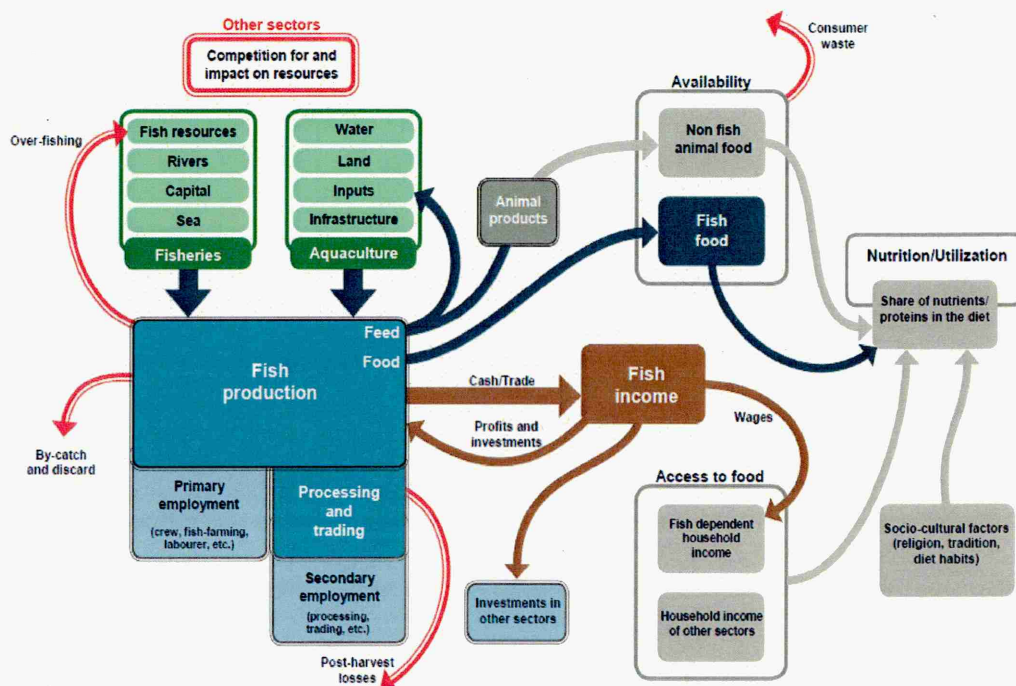 Other sectors
Competition for and
impact on resources
Consumer
waste
Availability
Over-fishing
Fish resources
Rivers
Capital
Sea
Fisheries
Water
Land
Inputs
Infrastructure
Aquaculture
Animal
products
Non fish
animal food
Fish
food
Nutrition/Utilization
Share of nutrients/
proteins in the diet
Feed
Food
Fish
production
Cash/Trade
Fish
income
Profits and
investments
Wages
By-catch
and discard
Primary
employment
(crew, fish-farming,
labourer, etc.)
Processing
and
trading
Secondary
employment
(processing,
trading, etc.)
Post-harvest
losses
Investments in
other sectors
Access to food
Fish dependent
household
income
Household income
of other sectors
Socio-cultural factors
(religion, tradition,
diet habits)